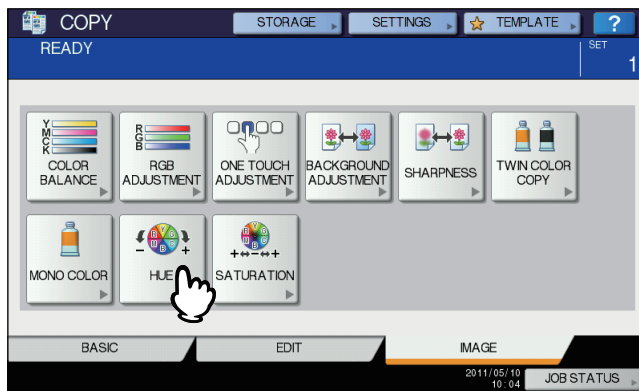 COPY
STORAGE
SETTINGS
TEMPLATE
?
READY
SET
1
Y
M
C
K
COLOR
BALANCE
R
G
B
RGB
ADJUSTMENT
ONE TOUCH
ADJUSTMENT
BACKGROUND
ADJUSTMENT
SHARPNESS
TWIN COLOR
COPY
MONO COLOR
- +
HUE
+⇔−⇔+
SATURATION
BASIC
EDIT
IMAGE
2011/05/10
10:04
JOB STATUS